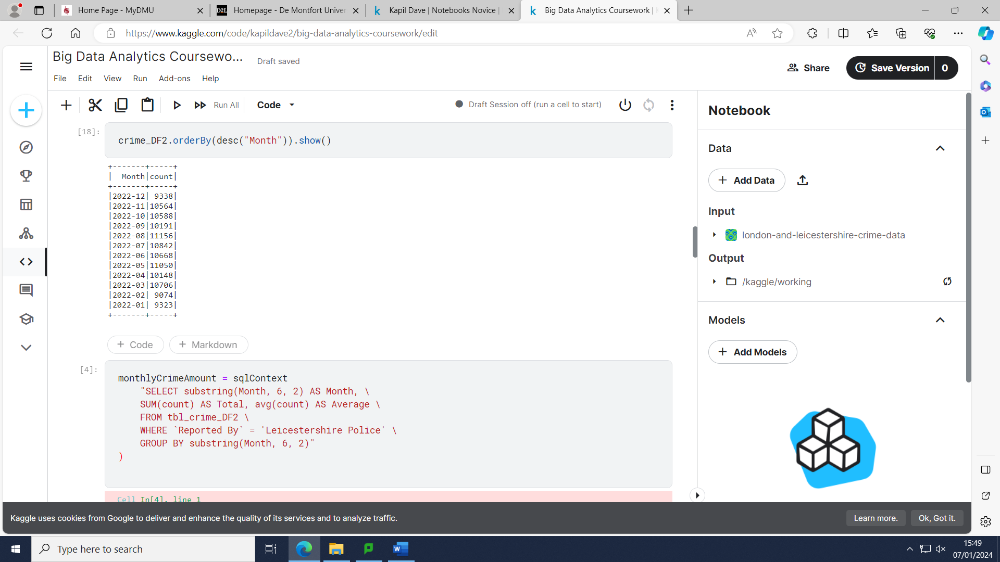 Home Page - MyDMU
D2L Homepage - De Montfort Univer
Kapil Dave | Notebooks Novice |
Big Data Analytics Coursework |
https://www.kaggle.com/code/kapildave2/big-data-analytics-coursework/edit
Big Data Analytics Coursewo...
Draft saved
Share
Save Version 0
File Edit View Run Add-ons Help
Run All
Code
Draft Session off (run a cell to start)
[18]:
crime_DF2.orderBy(desc("Month")).show()
+-------+-----+
|  Month|count|
+-------+-----+
|2022-12| 9338|
|2022-11|10564|
|2022-10|10588|
|2022-09|10191|
|2022-08|11156|
|2022-07|10842|
|2022-06|10668|
|2022-05|11050|
|2022-04|10148|
|2022-03|10706|
|2022-02| 9074|
|2022-01| 9323|
+-------+-----+
+ Code
+ Markdown
[4]:
monthlyCrimeAmount = sqlContext
    "SELECT substring(Month, 6, 2) AS Month, \
    SUM(count) AS Total, avg(count) AS Average \
    FROM tbl_crime_DF2 \
    WHERE `Reported By` = 'Leicestershire Police' \
    GROUP BY substring(Month, 6, 2)"
)
Cell In[4], line 1
Notebook
Data
+ Add Data
Input
london-and-leicestershire-crime-data
Output
/kaggle/working
Models
+ Add Models
Kaggle uses cookies from Google to deliver and enhance the quality of its services and to analyze traffic.
Learn more.
Ok, Got it.
Type here to search
15:49
07/01/2024